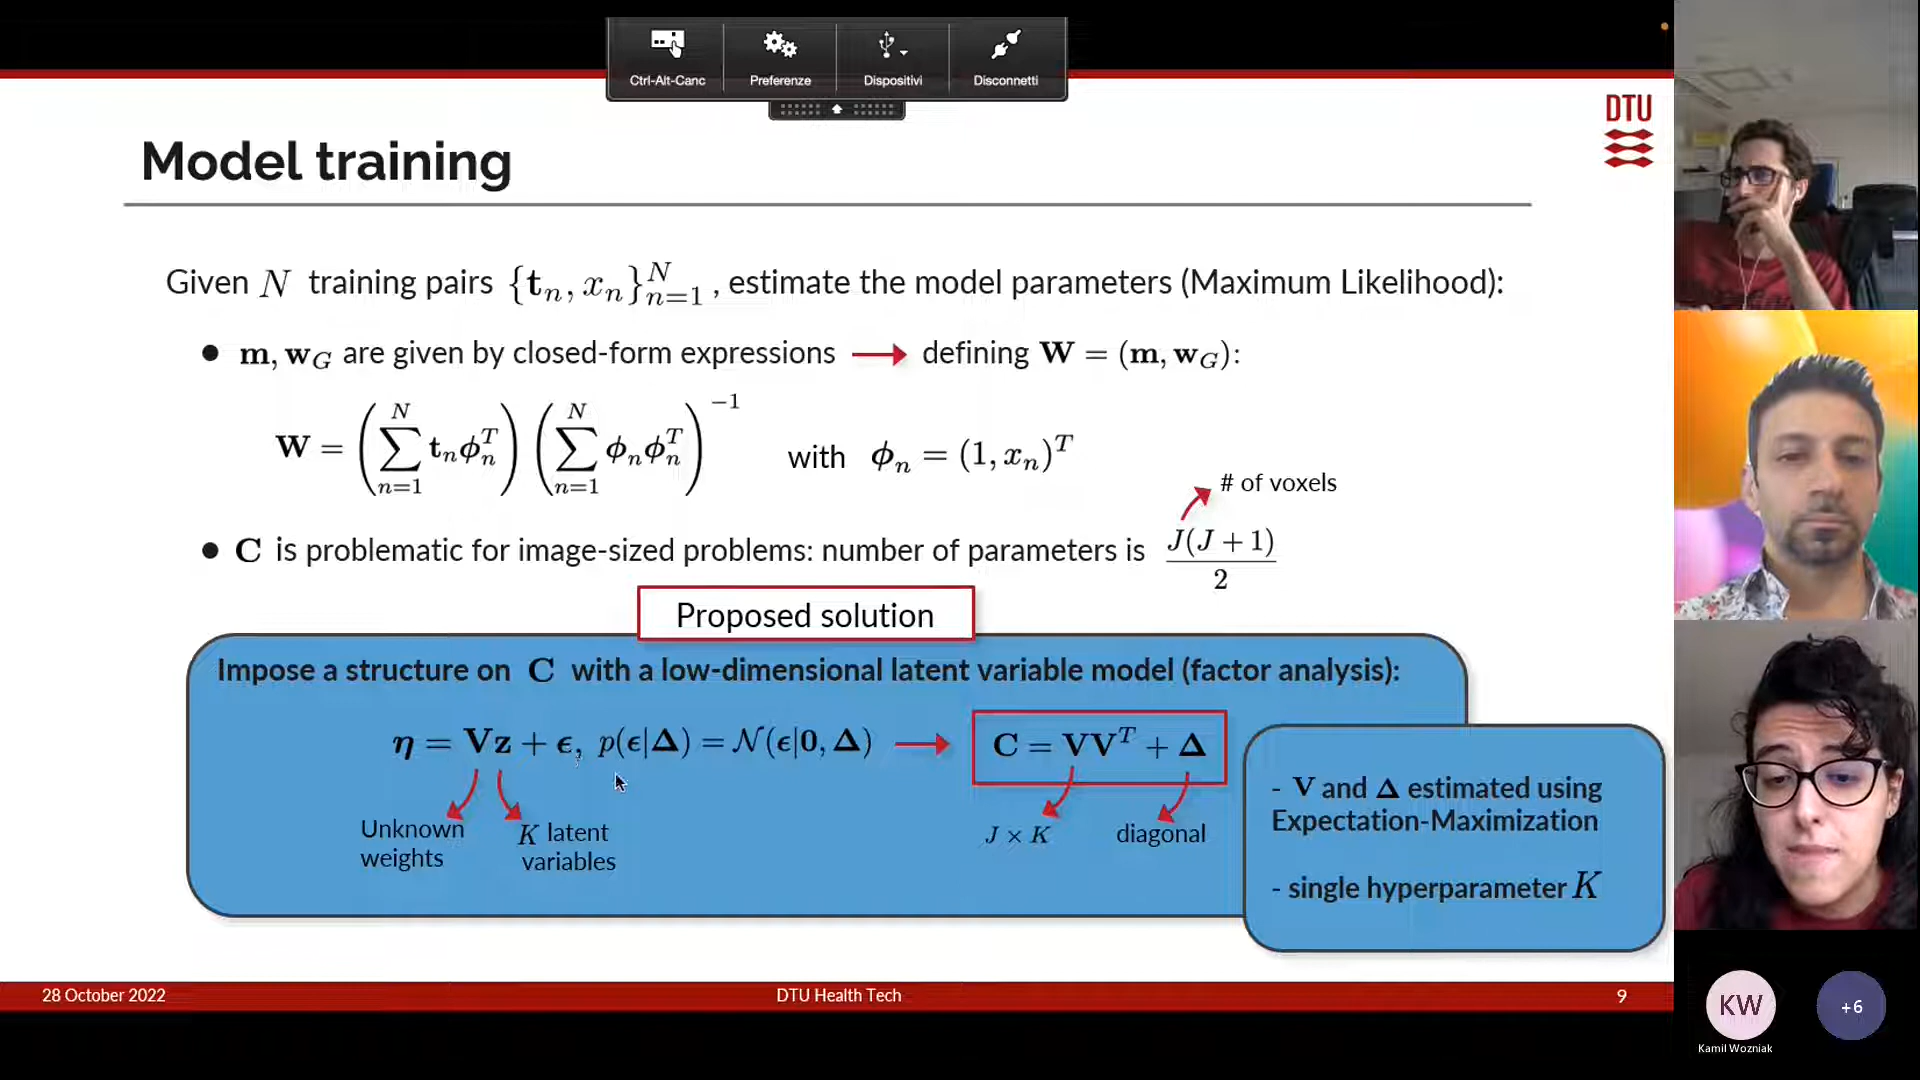 Ctrl-Alt-Canc Preferenze Dispositivi Disconnetti
DTU
Model training
Given N training pairs {t_n, x_n}_{n=1}^N , estimate the model parameters (Maximum Likelihood):
● m, w_G are given by closed-form expressions → defining W = (m, w_G):
W = (∑_{n=1}^N t_n ϕ_n^T) (∑_{n=1}^N ϕ_n ϕ_n^T)^{-1} with ϕ_n = (1, x_n)^T
# of voxels
● C is problematic for image-sized problems: number of parameters is J(J + 1)/2
Proposed solution
Impose a structure on C with a low-dimensional latent variable model (factor analysis):
η = Vz + ϵ, p(ϵ|Δ) = N(ϵ|0, Δ) → C = VV^T + Δ
Unknown
weights
K latent
variables
J × K
diagonal
- V and Δ estimated using
Expectation-Maximization
- single hyperparameter K
28 October 2022 DTU Health Tech 9
KW
Kamil Wozniak
+6